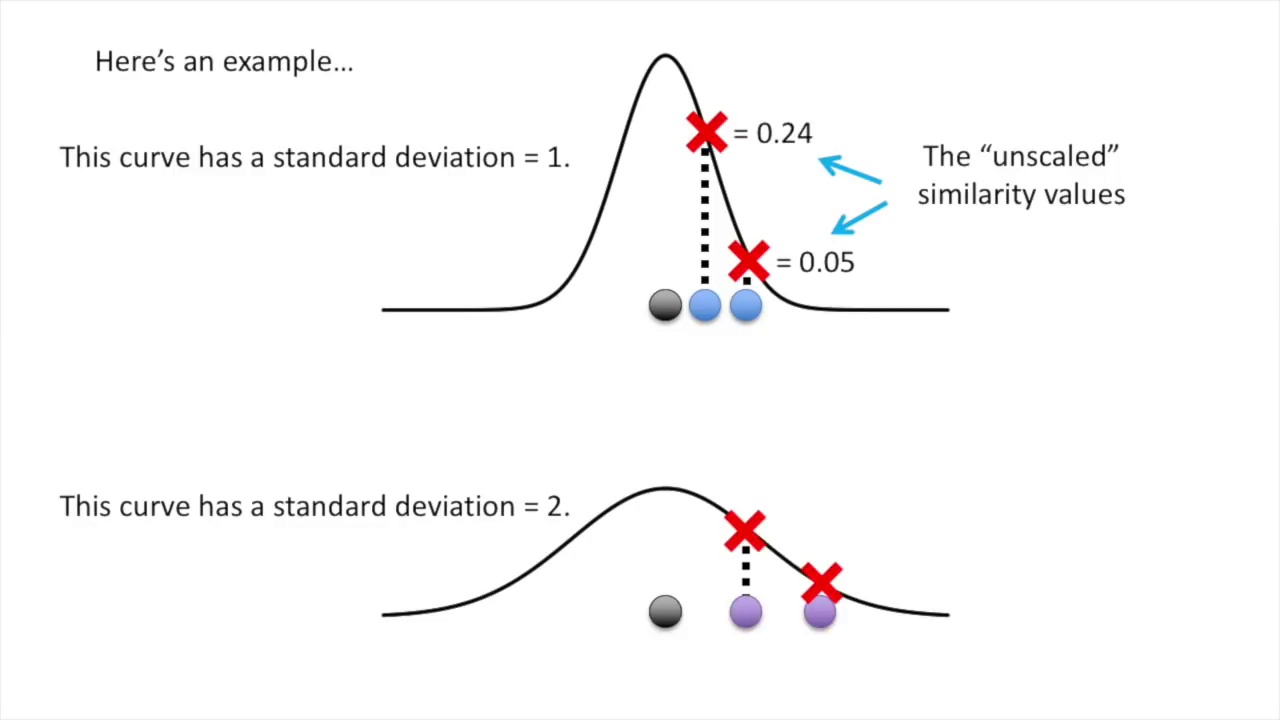 Here’s an example...
This curve has a standard deviation = 1.
= 0.24
The “unscaled”
similarity values
= 0.05
This curve has a standard deviation = 2.